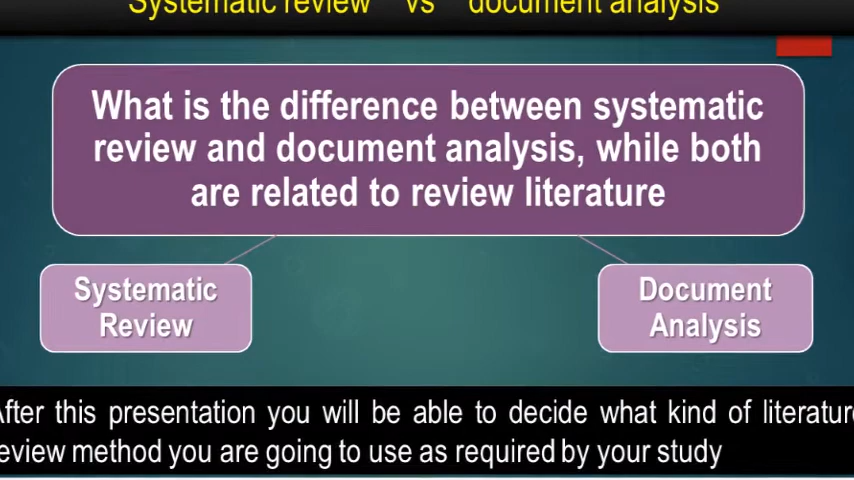 Systematic review vs document analysis
What is the difference between systematic
review and document analysis, while both
are related to review literature
Systematic
Review
Document
Analysis
After this presentation you will be able to decide what kind of literature
review method you are going to use as required by your study